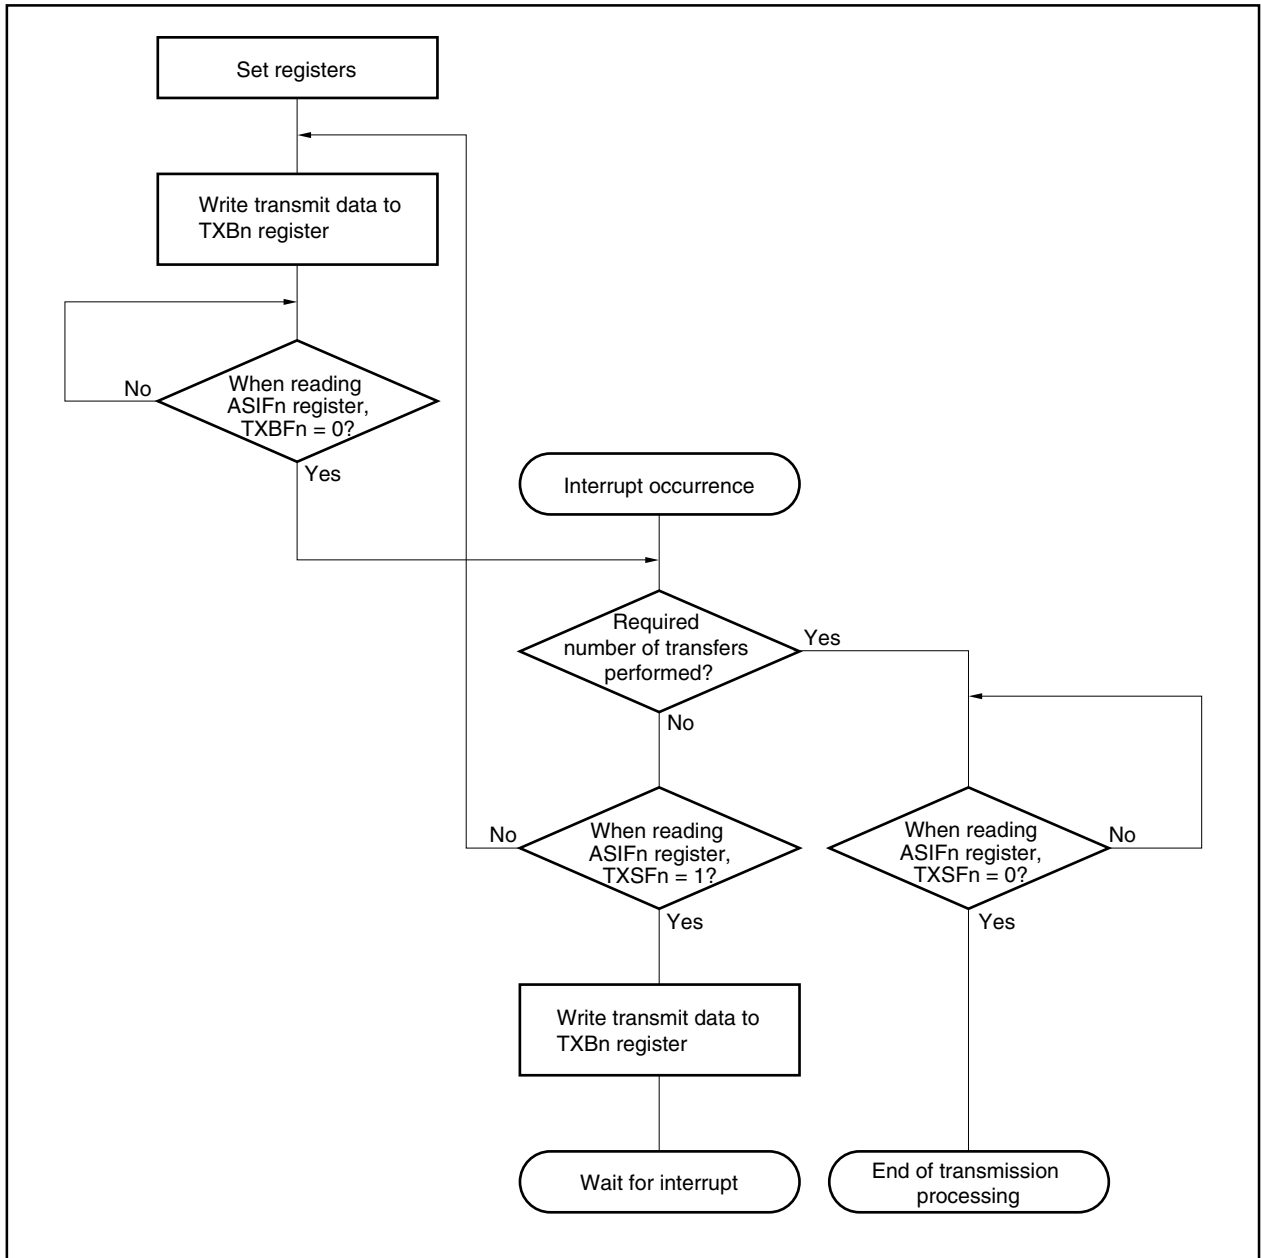 Set registers
Write transmit data to
TXBn register
No
When reading
ASIFn register,
TXBFn = 0?
Yes
Interrupt occurrence
Required
number of transfers
performed?
Yes
No
No
When reading
ASIFn register,
TXSFn = 1?
Yes
When reading
ASIFn register,
TXSFn = 0?
No
Yes
Write transmit data to
TXBn register
Wait for interrupt
End of transmission
processing